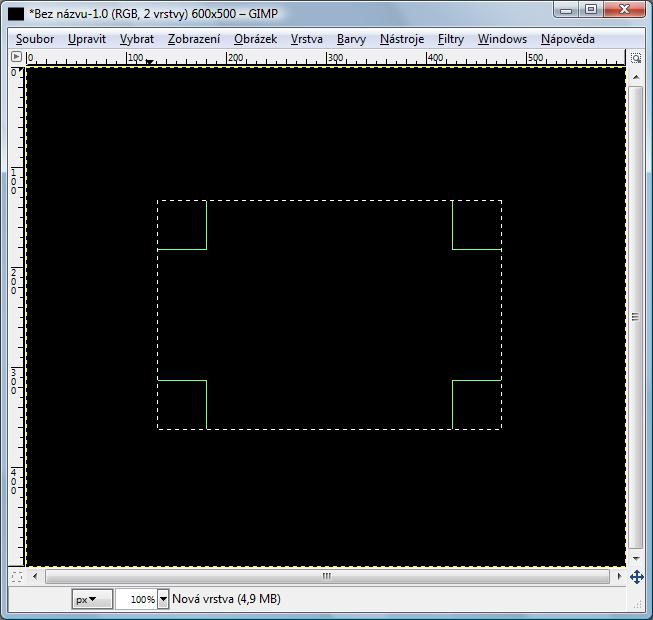 *Bez názvu-1.0 (RGB, 2 vrstvy) 600x500 – GIMP
Soubor Upravit Vybrat Zobrazení Obrázek Vrstva Barvy Nástroje Filtry Windows Nápověda
0 100 200 300 400 500
0
100
200
300
400
px 100% Nová vrstva (4,9 MB)